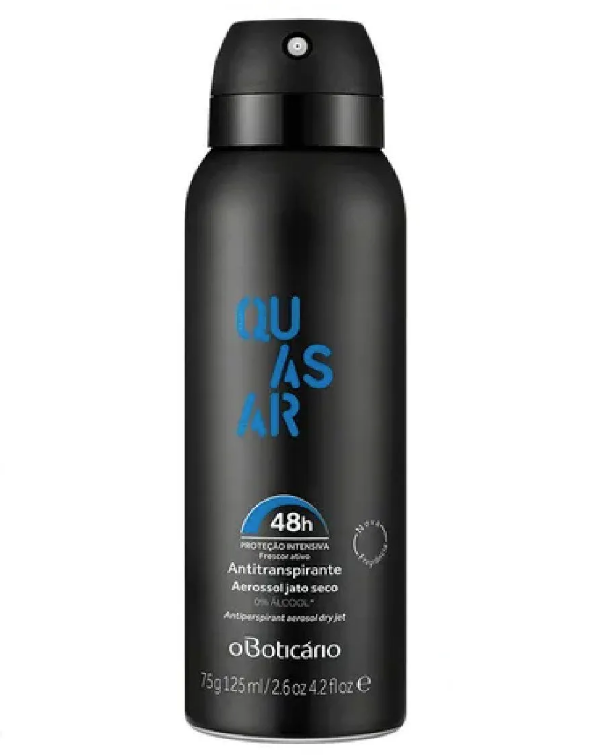 QU
AS
AR
48h
PROTEÇÃO INTENSIVA
Frescor ativo
Antitranspirante
Aerossol jato seco
0% ÁLCOOL*
Antiperspirant aerosol dry jet
oBoticário
75g 125 ml / 2.6 oz 4.2 fl oz ℮
Nova